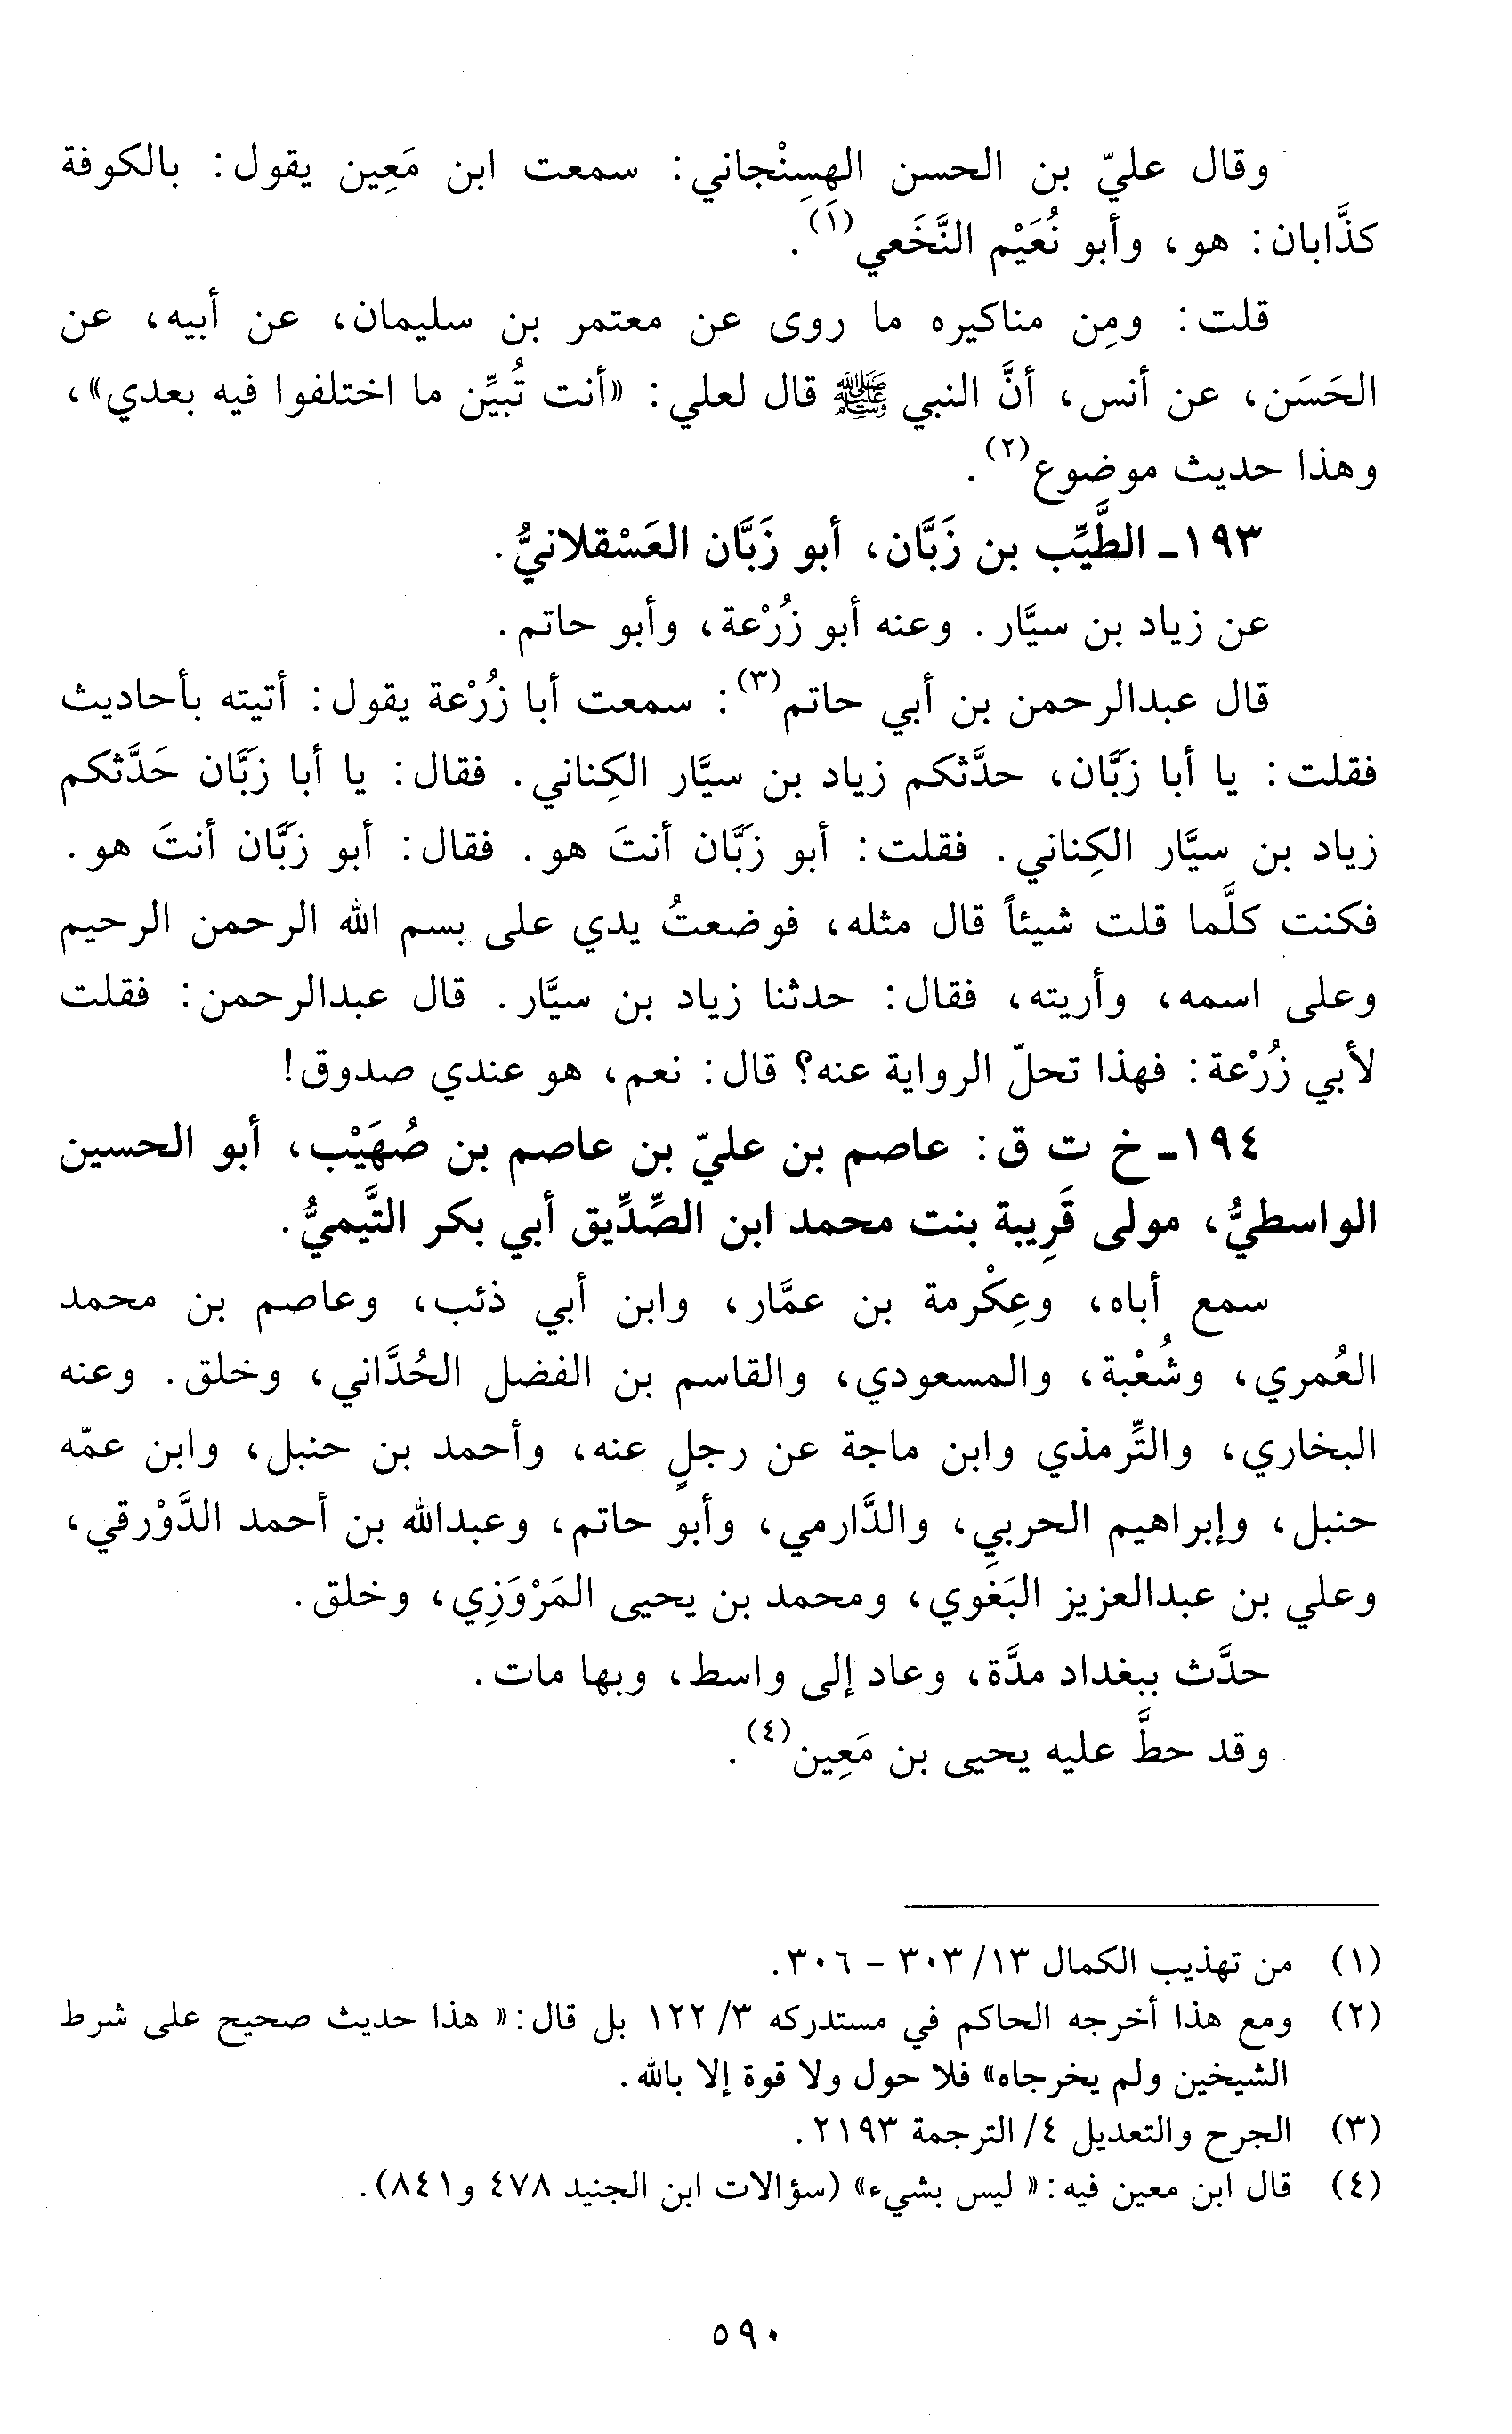 وقال عليّ بن الحسن الهِسِنْجاني: سمعت ابن مَعِين يقول: بالكوفة
كذَّابان: هو، وأبو نُعَيْم النَّخَعي(١).
قلت: ومِن مناكيره ما روى عن معتمر بن سليمان، عن أبيه، عن
الحَسَن، عن أنس، أنَّ النبي ﷺ قال لعلي: «أنت تُبيِّن ما اختلفوا فيه بعدي»،
وهذا حديث موضوع(٢).
١٩٣- الطَّيِّب بن زَبَّان، أبو زَبَّان العَسْقلانيُّ.
عن زياد بن سيَّار. وعنه أبو زُرْعة، وأبو حاتم.
قال عبدالرحمن بن أبي حاتم(٣): سمعت أبا زُرْعة يقول: أتيته بأحاديث
فقلت: يا أبا زَبَّان، حدَّثكم زياد بن سيَّار الكِناني. فقال: يا أبا زَبَّان حَدَّثكم
زياد بن سيَّار الكِناني. فقلت: أبو زَبَّان أنتَ هو. فقال: أبو زَبَّان أنتَ هو.
فكنت كلَّما قلت شيئاً قال مثله، فوضعتُ يدي على بسم الله الرحمن الرحيم
وعلى اسمه، وأريته، فقال: حدثنا زياد بن سيَّار. قال عبدالرحمن: فقلت
لأبي زُرْعة: فهذا تحلّ الرواية عنه؟ قال: نعم، هو عندي صدوق!
١٩٤- خ ت ق: عاصم بن عليّ بن عاصم بن صُهَيْب، أبو الحسين
الواسطيُّ، مولى قَرِيبة بنت محمد ابن الصِّدِّيق أبي بكر التَّيميُّ.
سمع أباه، وعِكْرمة بن عمَّار، وابن أبي ذئب، وعاصم بن محمد
العُمري، وشُعْبة، والمسعودي، والقاسم بن الفضل الحُدَّاني، وخلق. وعنه
البخاري، والتِّرمذي وابن ماجة عن رجلٍ عنه، وأحمد بن حنبل، وابن عمّه
حنبل، وإبراهيم الحربي، والدَّارمي، وأبو حاتم، وعبدالله بن أحمد الدَّوْرقي،
وعلي بن عبدالعزيز البَغَوي، ومحمد بن يحيى المَرْوَزِي، وخلق.
حدَّث ببغداد مدَّة، وعاد إلى واسط، وبها مات.
وقد حطَّ عليه يحيى بن مَعِين(٤).
(١) من تهذيب الكمال ١٣/ ٣٠٣ - ٣٠٦.
(٢) ومع هذا أخرجه الحاكم في مستدركه ٣/ ١٢٢ بل قال: « هذا حديث صحيح على شرط
الشيخين ولم يخرجاه» فلا حول ولا قوة إلا بالله.
(٣) الجرح والتعديل ٤/ الترجمة ٢١٩٣.
(٤) قال ابن معين فيه: « ليس بشيء» (سؤالات ابن الجنيد ٤٧٨ و٨٤١).
٥٩٠